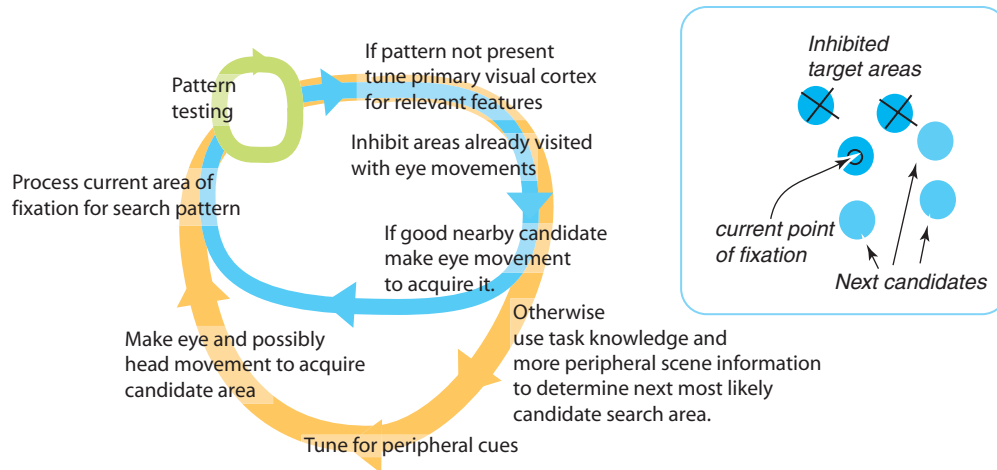 Pattern
testing
If pattern not present
tune primary visual cortex
for relevant features
Inhibit areas already visited
with eye movements
Process current area of
fixation for search pattern
If good nearby candidate
make eye movement
to acquire it.
Otherwise
use task knowledge and
more peripheral scene information
to determine next most likely
candidate search area.
Make eye and possibly
head movement to acquire
candidate area
Tune for peripheral cues
Inhibited
target areas
current point
of fixation
Next candidates